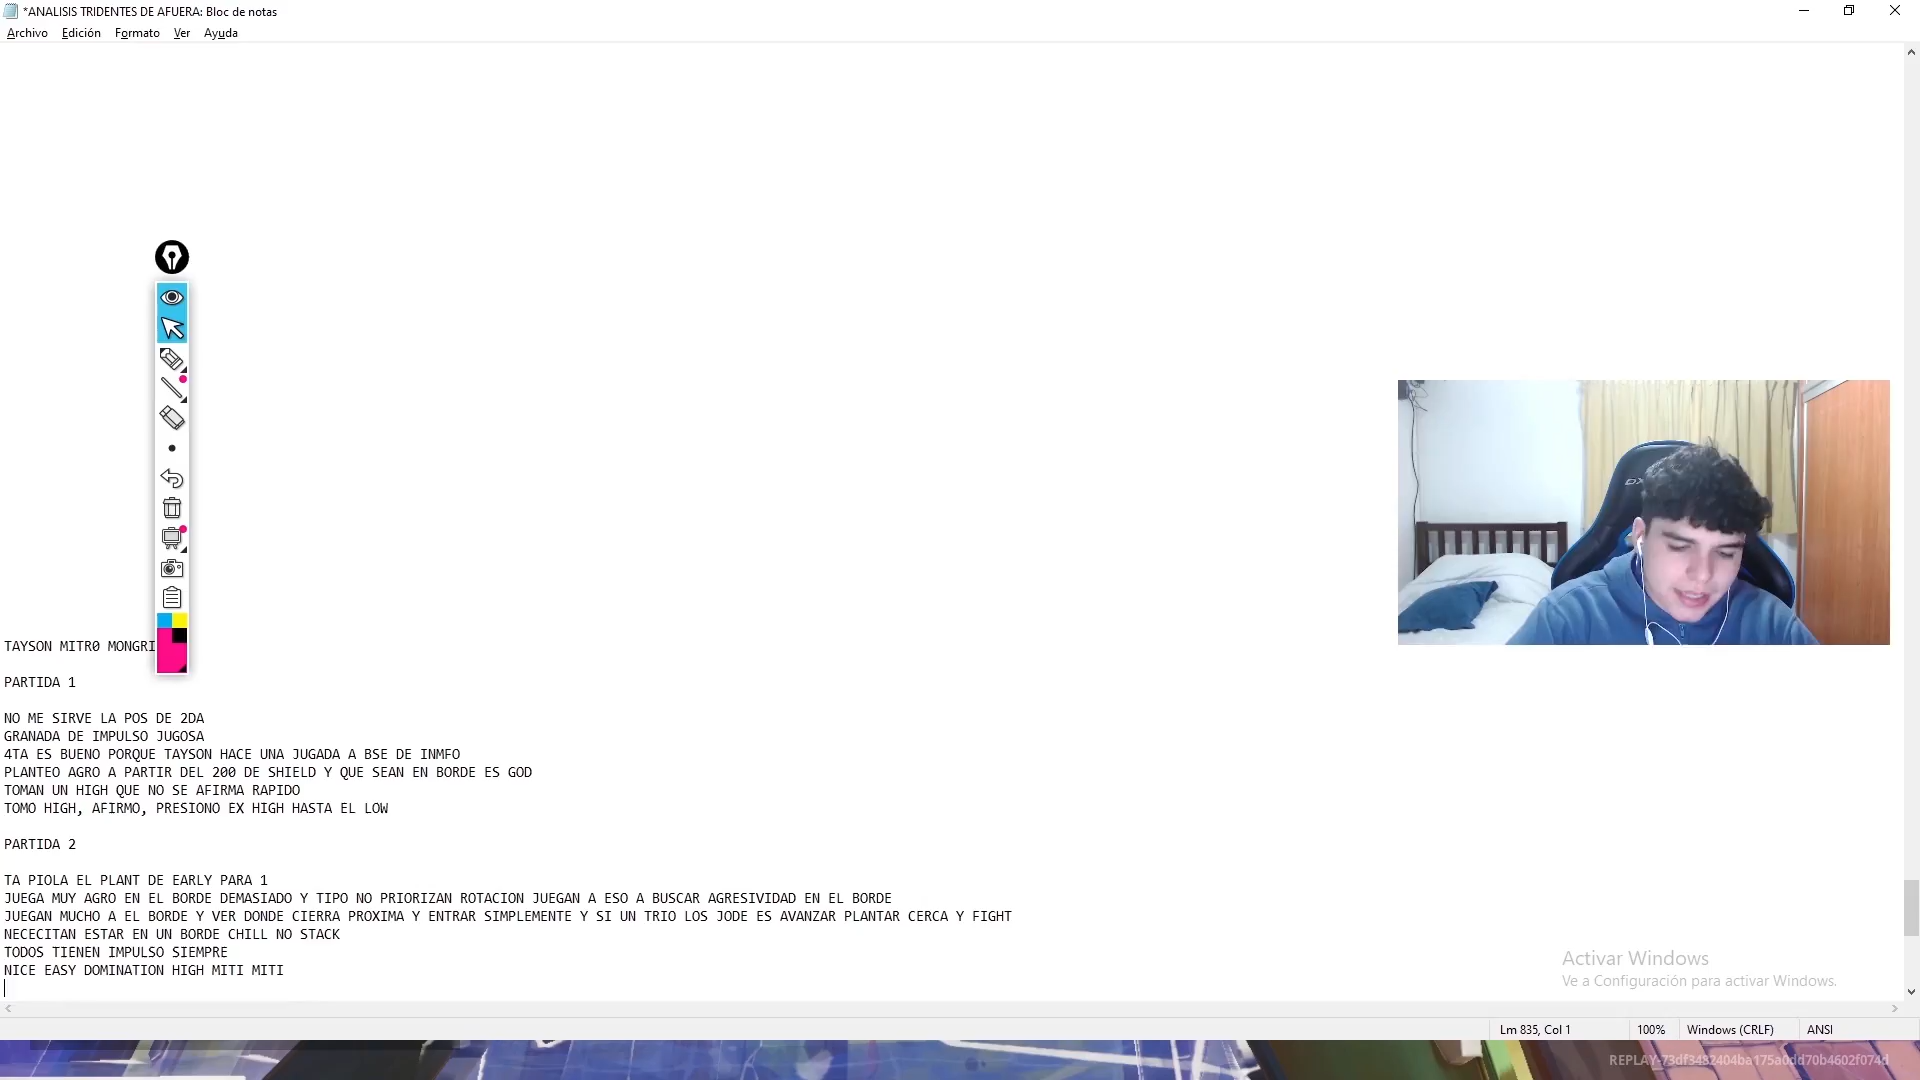 *ANALISIS TRIDENTES DE AFUERA: Bloc de notas
Archivo Edición Formato Ver Ayuda
TAYSON MITR0 MONGRI
PARTIDA 1
NO ME SIRVE LA POS DE 2DA
GRANADA DE IMPULSO JUGOSA
4TA ES BUENO PORQUE TAYSON HACE UNA JUGADA A BSE DE INMFO
PLANTEO AGRO A PARTIR DEL 200 DE SHIELD Y QUE SEAN EN BORDE ES GOD
TOMAN UN HIGH QUE NO SE AFIRMA RAPIDO
TOMO HIGH, AFIRMO, PRESIONO EX HIGH HASTA EL LOW
PARTIDA 2
TA PIOLA EL PLANT DE EARLY PARA 1
JUEGA MUY AGRO EN EL BORDE DEMASIADO Y TIPO NO PRIORIZAN ROTACION JUEGAN A ESO A BUSCAR AGRESIVIDAD EN EL BORDE
JUEGAN MUCHO A EL BORDE Y VER DONDE CIERRA PROXIMA Y ENTRAR SIMPLEMENTE Y SI UN TRIO LOS JODE ES AVANZAR PLANTAR CERCA Y FIGHT
NECECITAN ESTAR EN UN BORDE CHILL NO STACK
TODOS TIENEN IMPULSO SIEMPRE
NICE EASY DOMINATION HIGH MITI MITI
Activar Windows
Ve a Configuración para activar Windows.
Lm 835, Col 1 100% Windows (CRLF) ANSI
REPLAY-73df3482404ba175a0dd70b4602f074d